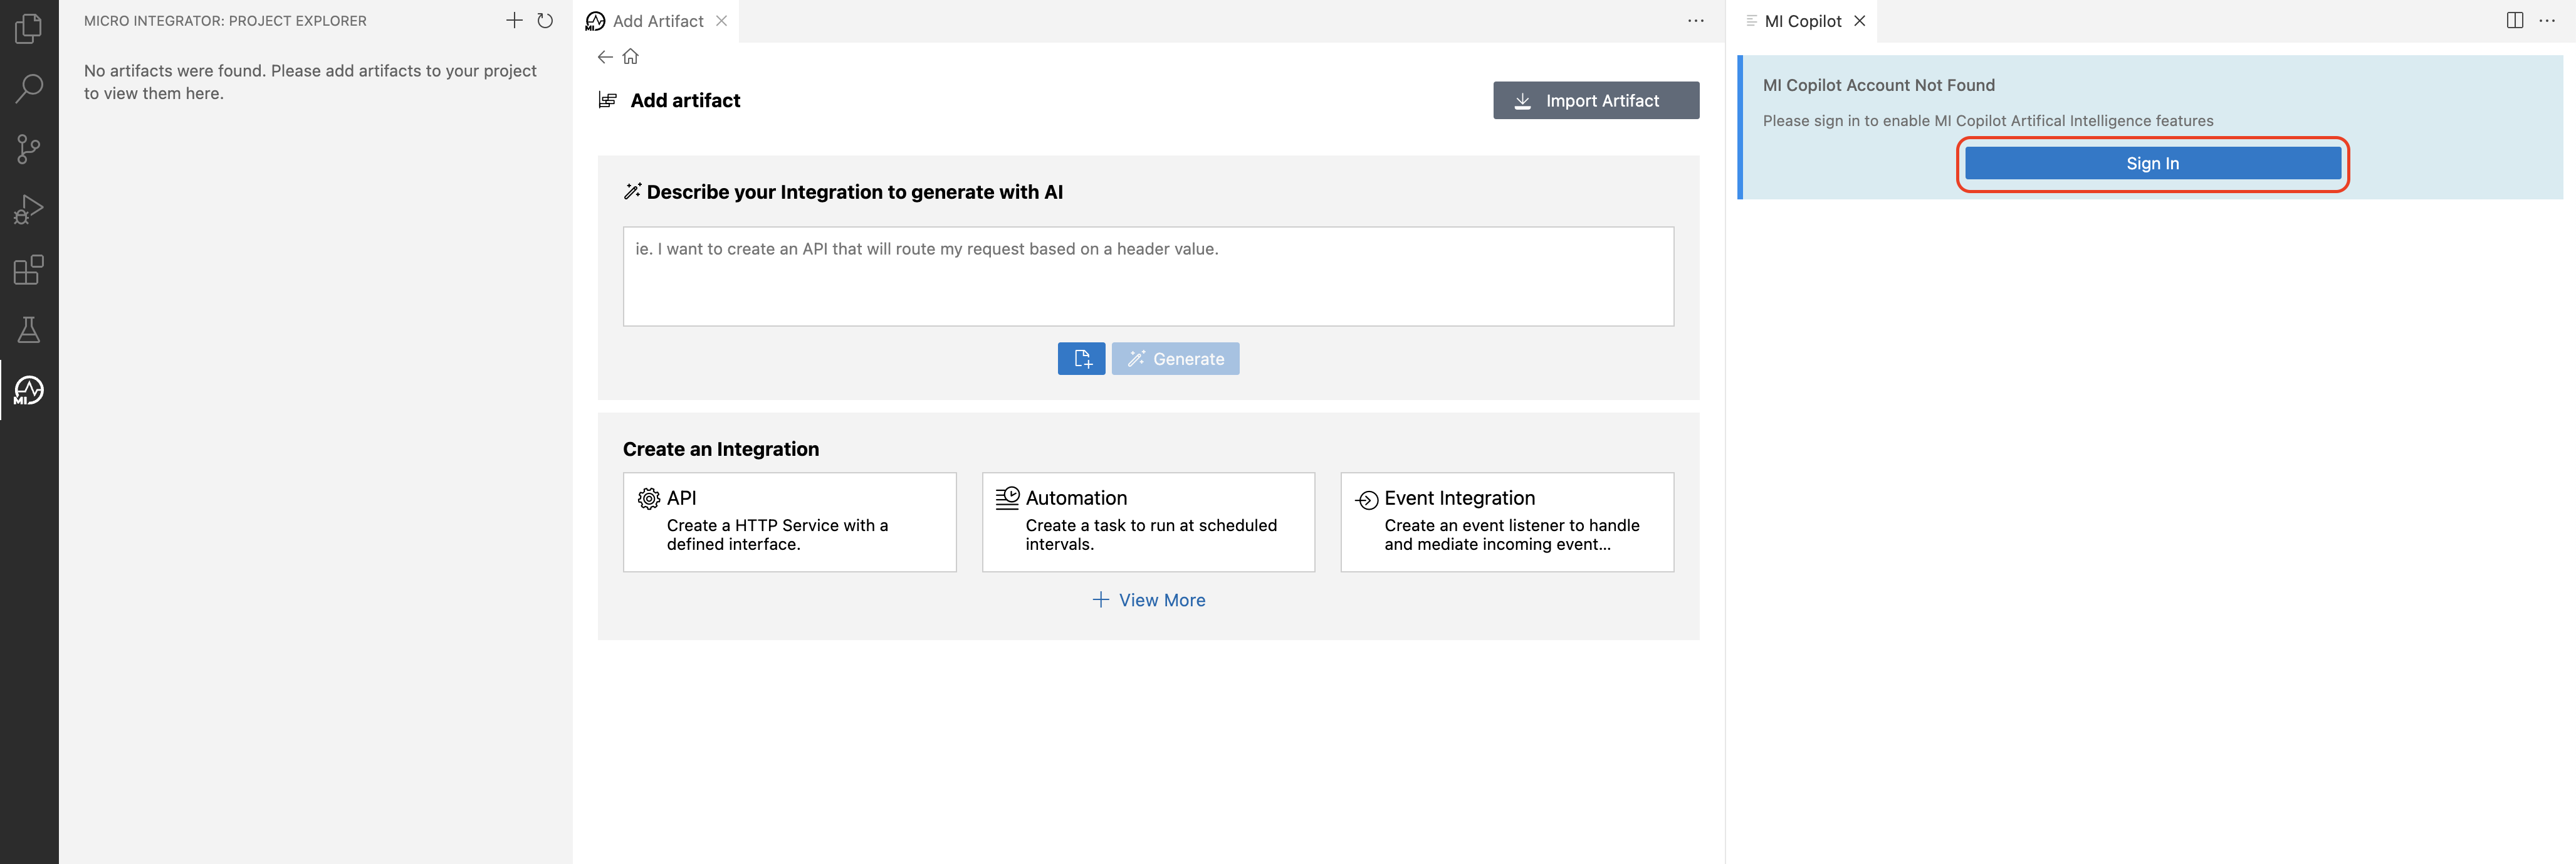 MICRO INTEGRATOR: PROJECT EXPLORER
No artifacts were found. Please add artifacts to your project
to view them here.
MI
Add Artifact
Add artifact
Import Artifact
Describe your Integration to generate with AI
ie. I want to create an API that will route my request based on a header value.
Generate
Create an Integration
API
Create a HTTP Service with a
defined interface.
Automation
Create a task to run at scheduled
intervals.
Event Integration
Create an event listener to handle
and mediate incoming event...
View More
MI Copilot
MI Copilot Account Not Found
Please sign in to enable MI Copilot Artifical Intelligence features
Sign In